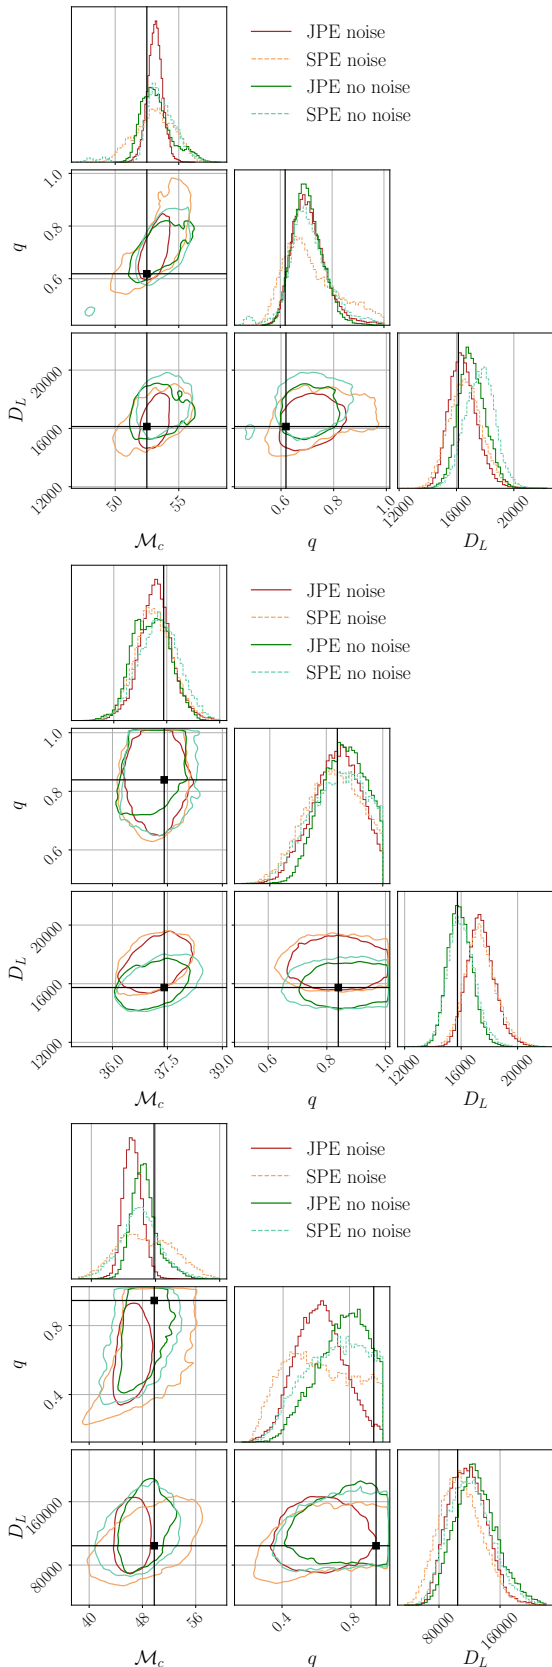 JPE noise
SPE noise
JPE no noise
SPE no noise
1.0
0.8
0.6
q
20000
16000
12000
D_L
50
55
0.6
0.8
1.0
12000
16000
20000
M_c
q
D_L
JPE noise
SPE noise
JPE no noise
SPE no noise
1.0
0.8
0.6
q
20000
16000
12000
D_L
36.0
37.5
39.0
0.6
0.8
1.0
12000
16000
20000
M_c
q
D_L
JPE noise
SPE noise
JPE no noise
SPE no noise
0.8
0.4
q
160000
80000
D_L
40
48
56
0.4
0.8
80000
160000
M_c
q
D_L